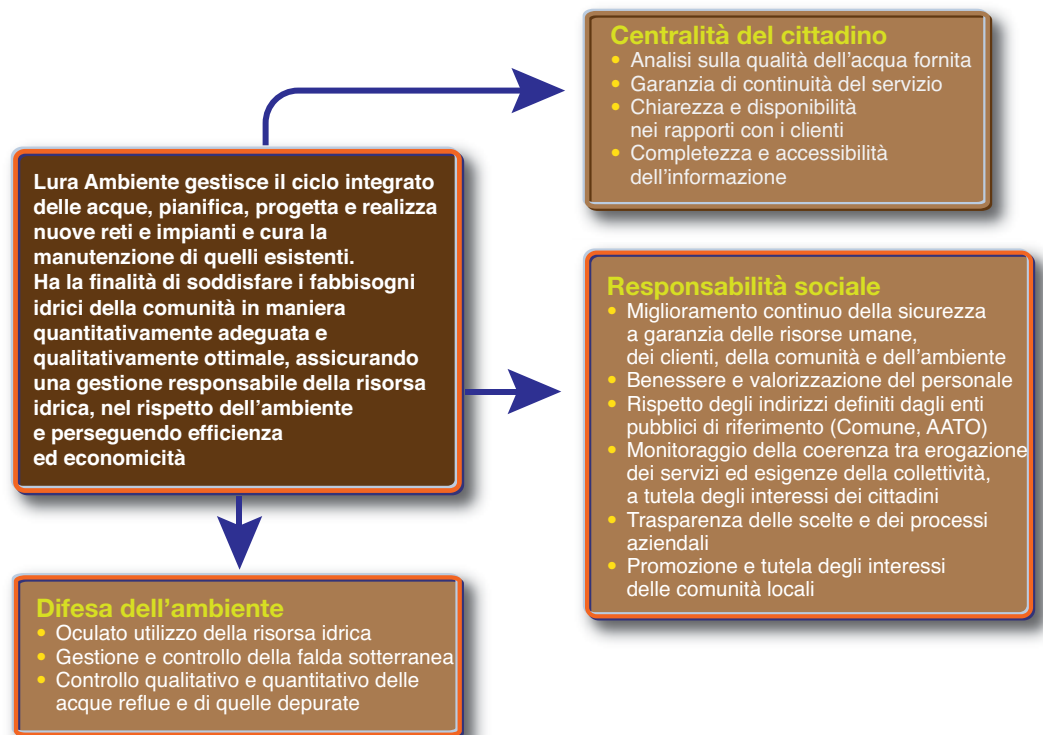 Centralità del cittadino
• Analisi sulla qualità dell'acqua fornita
• Garanzia di continuità del servizio
• Chiarezza e disponibilità
nei rapporti con i clienti
• Completezza e accessibilità
dell'informazione
Lura Ambiente gestisce il ciclo integrato
delle acque, pianifica, progetta e realizza
nuove reti e impianti e cura la
manutenzione di quelli esistenti.
Ha la finalità di soddisfare i fabbisogni
idrici della comunità in maniera
quantitativamente adeguata e
qualitativamente ottimale, assicurando
una gestione responsabile della risorsa
idrica, nel rispetto dell'ambiente
e perseguendo efficienza
ed economicità
Responsabilità sociale
• Miglioramento continuo della sicurezza
a garanzia delle risorse umane,
dei clienti, della comunità e dell'ambiente
• Benessere e valorizzazione del personale
• Rispetto degli indirizzi definiti dagli enti
pubblici di riferimento (Comune, AATO)
• Monitoraggio della coerenza tra erogazione
dei servizi ed esigenze della collettività,
a tutela degli interessi dei cittadini
• Trasparenza delle scelte e dei processi
aziendali
• Promozione e tutela degli interessi
delle comunità locali
Difesa dell'ambiente
• Oculato utilizzo della risorsa idrica
• Gestione e controllo della falda sotterranea
• Controllo qualitativo e quantitativo delle
acque reflue e di quelle depurate